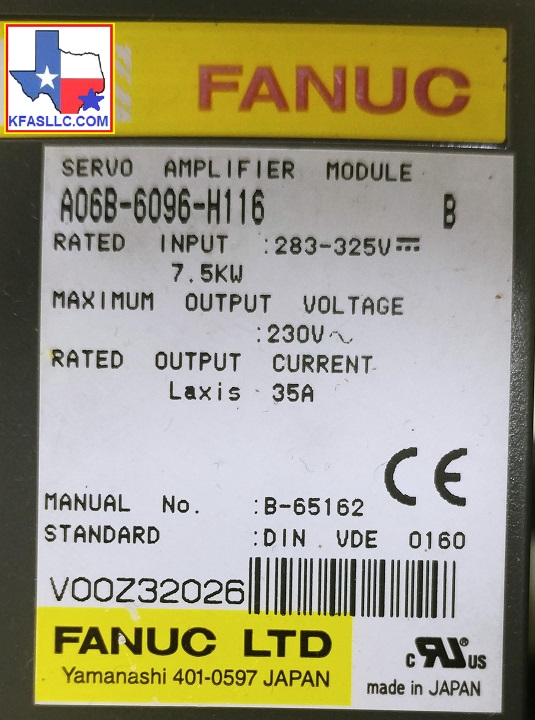 KFASLLC.COM
FANUC
SERVO AMPLIFIER MODULE
A06B-6096-H116 B
RATED INPUT :283-325V⎓
7.5KW
MAXIMUM OUTPUT VOLTAGE
:230V~
RATED OUTPUT CURRENT
Laxis 35A
CE
MANUAL No. :B-65162
STANDARD :DIN VDE 0160
V00Z32026
FANUC LTD
Yamanashi 401-0597 JAPAN
c RU® US
made in JAPAN